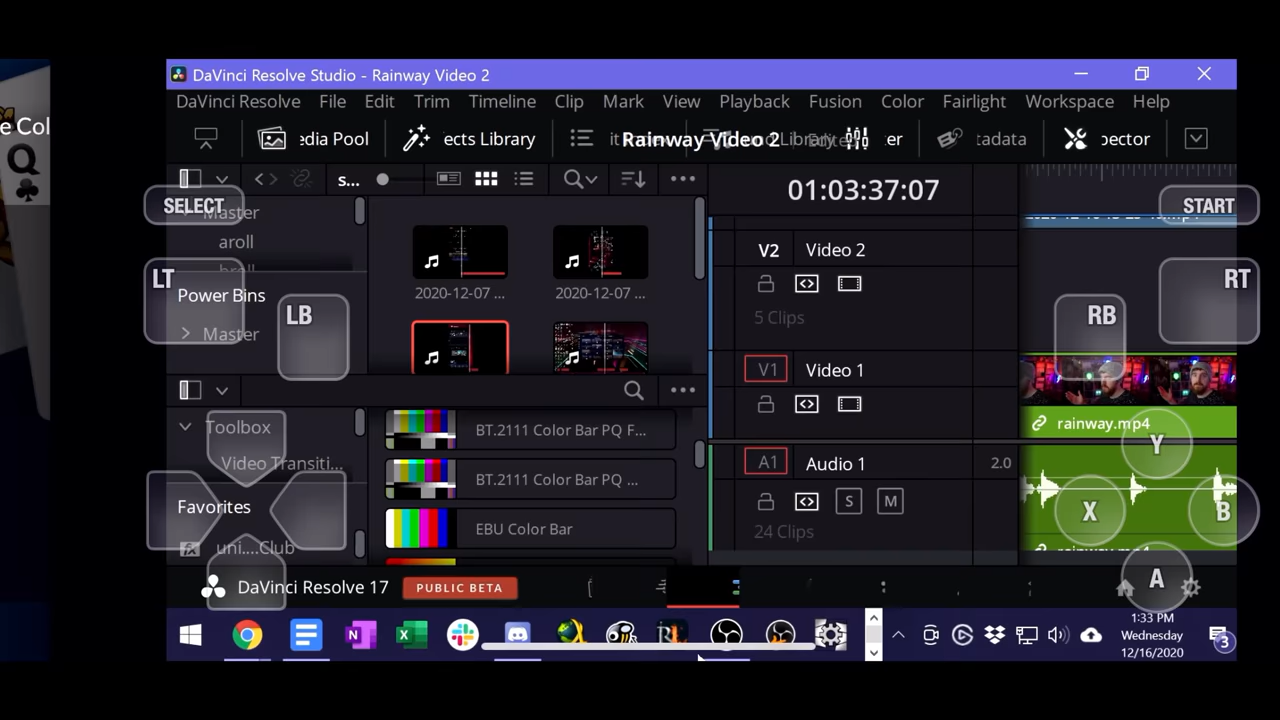 DaVinci Resolve Studio - Rainway Video 2
DaVinci Resolve File Edit Trim Timeline Clip Mark View Playback Fusion Color Fairlight Workspace Help
edia Pool ects Library Rainway Video 2 er tadata pector
e Col
Q
s...
01:03:37:07
SELECT
START
Master
aroll
LT
Power Bins
LB
Master
2020-12-07 ... 2020-12-07 ...
V2 Video 2
5 Clips
RT
RB
V1 Video 1
rainway.mp4
Toolbox
Video Transiti...
Favorites
uni....Club
BT.2111 Color Bar PQ F...
BT.2111 Color Bar PQ ...
EBU Color Bar
A1 Audio 1 2.0
S M
24 Clips
rainway.mp4
Y
X
B
A
DaVinci Resolve 17 PUBLIC BETA
1:33 PM
Wednesday
12/16/2020
3